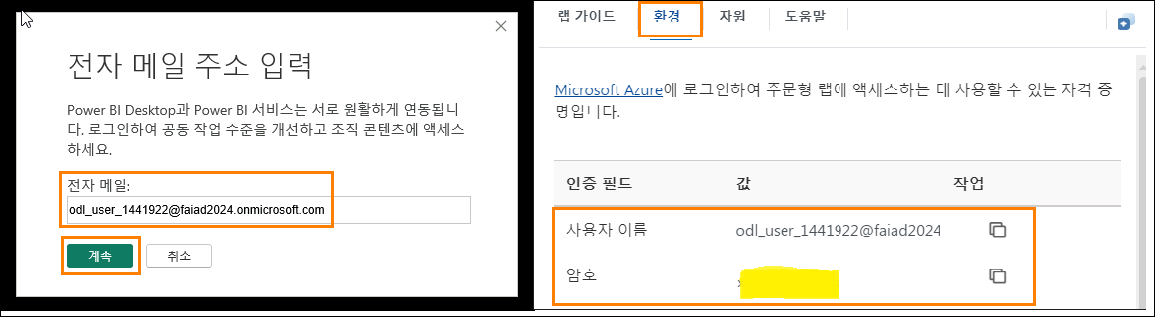 전자 메일 주소 입력
Power BI Desktop과 Power BI 서비스는 서로 원활하게 연동됩니
다. 로그인하여 공동 작업 수준을 개선하고 조직 콘텐츠에 액세스
하세요.
전자 메일:
odl_user_1441922@faiad2024.onmicrosoft.com
계속 취소
랩 가이드 환경 자원 도움말
Microsoft Azure에 로그인하여 주문형 랩에 액세스하는 데 사용할 수 있는 자격 증
명입니다.
인증 필드 값 작업
사용자 이름 odl_user_1441922@faiad2024
암호